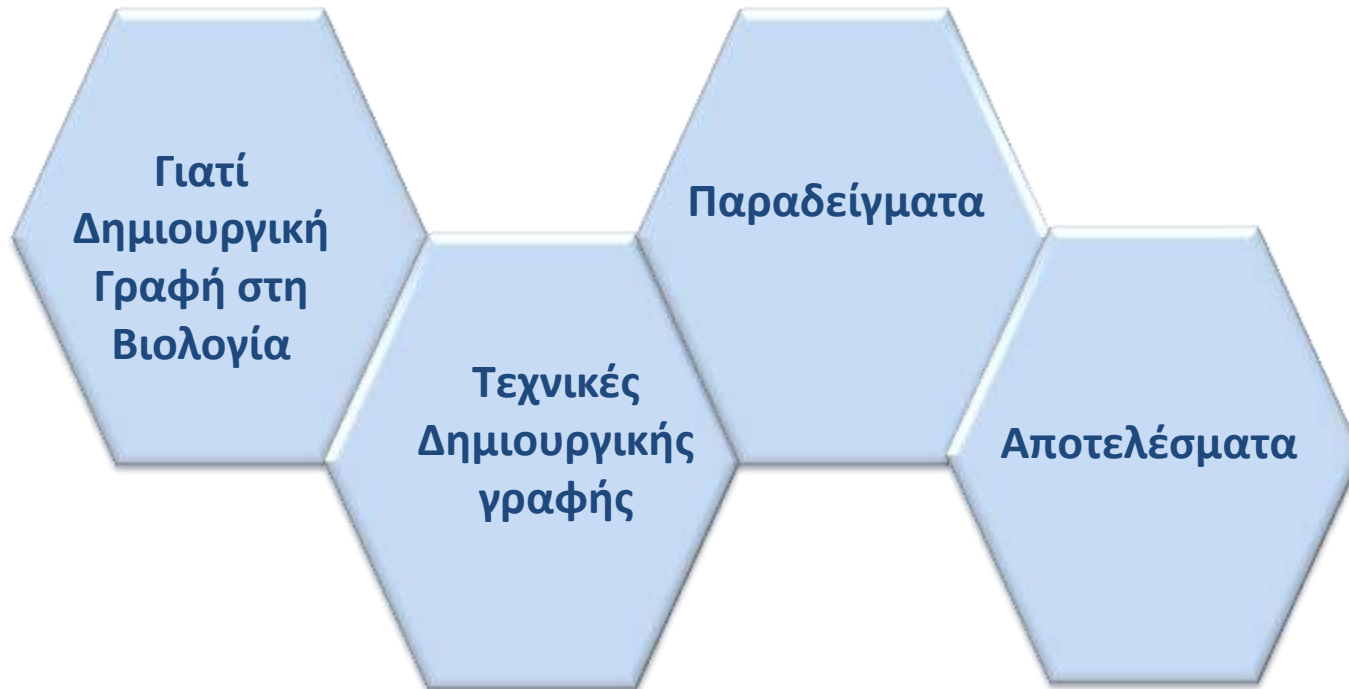 Γιατί
Δημιουργική
Γραφή στη
Βιολογία
Τεχνικές
Δημιουργικής
γραφής
Παραδείγματα
Αποτελέσματα